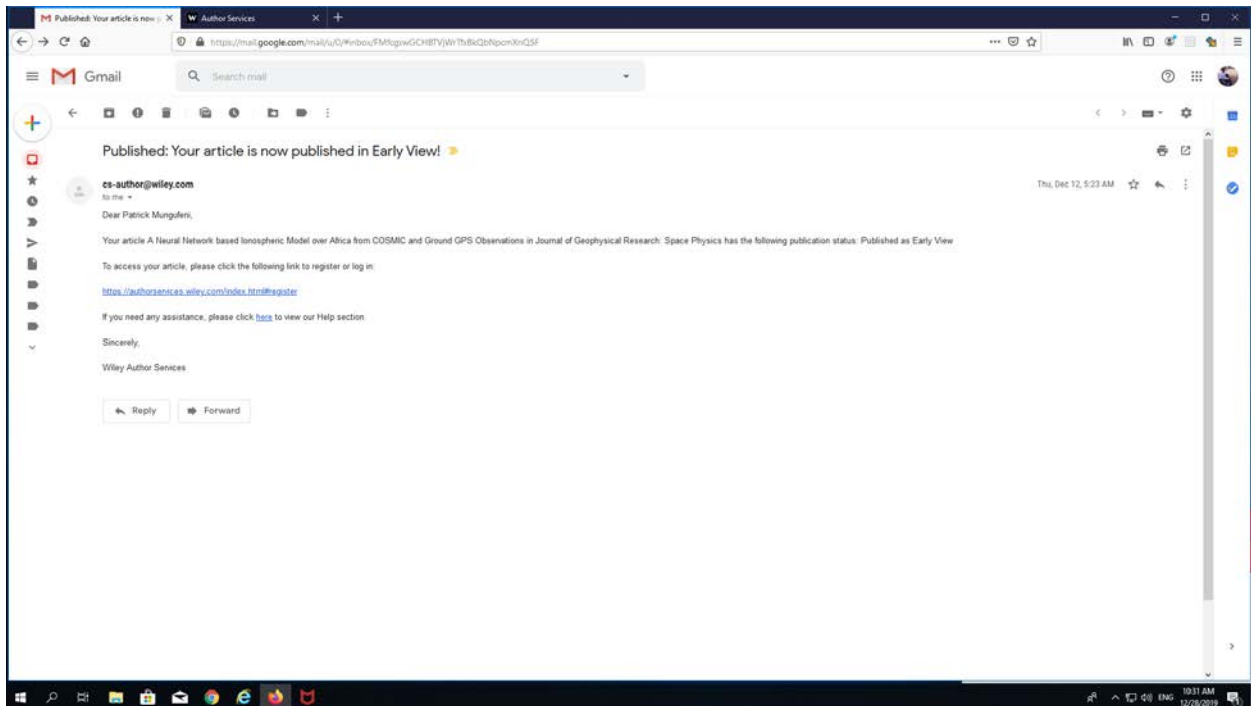 Published: Your article is now p
Author Services
https://mail.google.com/mail/u/0/#inbox/
Gmail
Search mail
Published: Your article is now published in Early View!
cs-author@wiley.com
Thu, Dec 12, 5:23 AM
to me
Dear Patrick Mungufeni,
Your article A Neural Network based Ionospheric Model over Africa from COSMIC and Ground GPS Observations in Journal of Geophysical Research: Space Physics has the following publication status: Published as Early View
To access your article, please click the following link to register or log in:
https://authorservices.wiley.com/index.html#register
If you need any assistance, please click here to view our Help section.
Sincerely,
Wiley Author Services
Reply
Forward
ENG
10:31 AM
12/28/2019